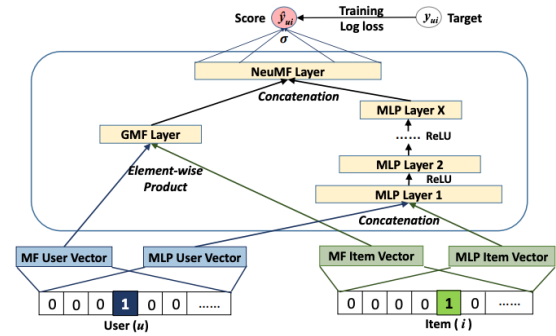 Score ŷui Training yui Target
Log loss
σ
NeuMF Layer
Concatenation
MLP Layer X
GMF Layer
...... ReLU
Element-wise
Product
MLP Layer 2
ReLU
MLP Layer 1
Concatenation
MF User Vector MLP User Vector MF Item Vector MLP Item Vector
0 0 0 1 0 0 ...... 0 0 0 0 1 0 ......
User (u) Item ( i )